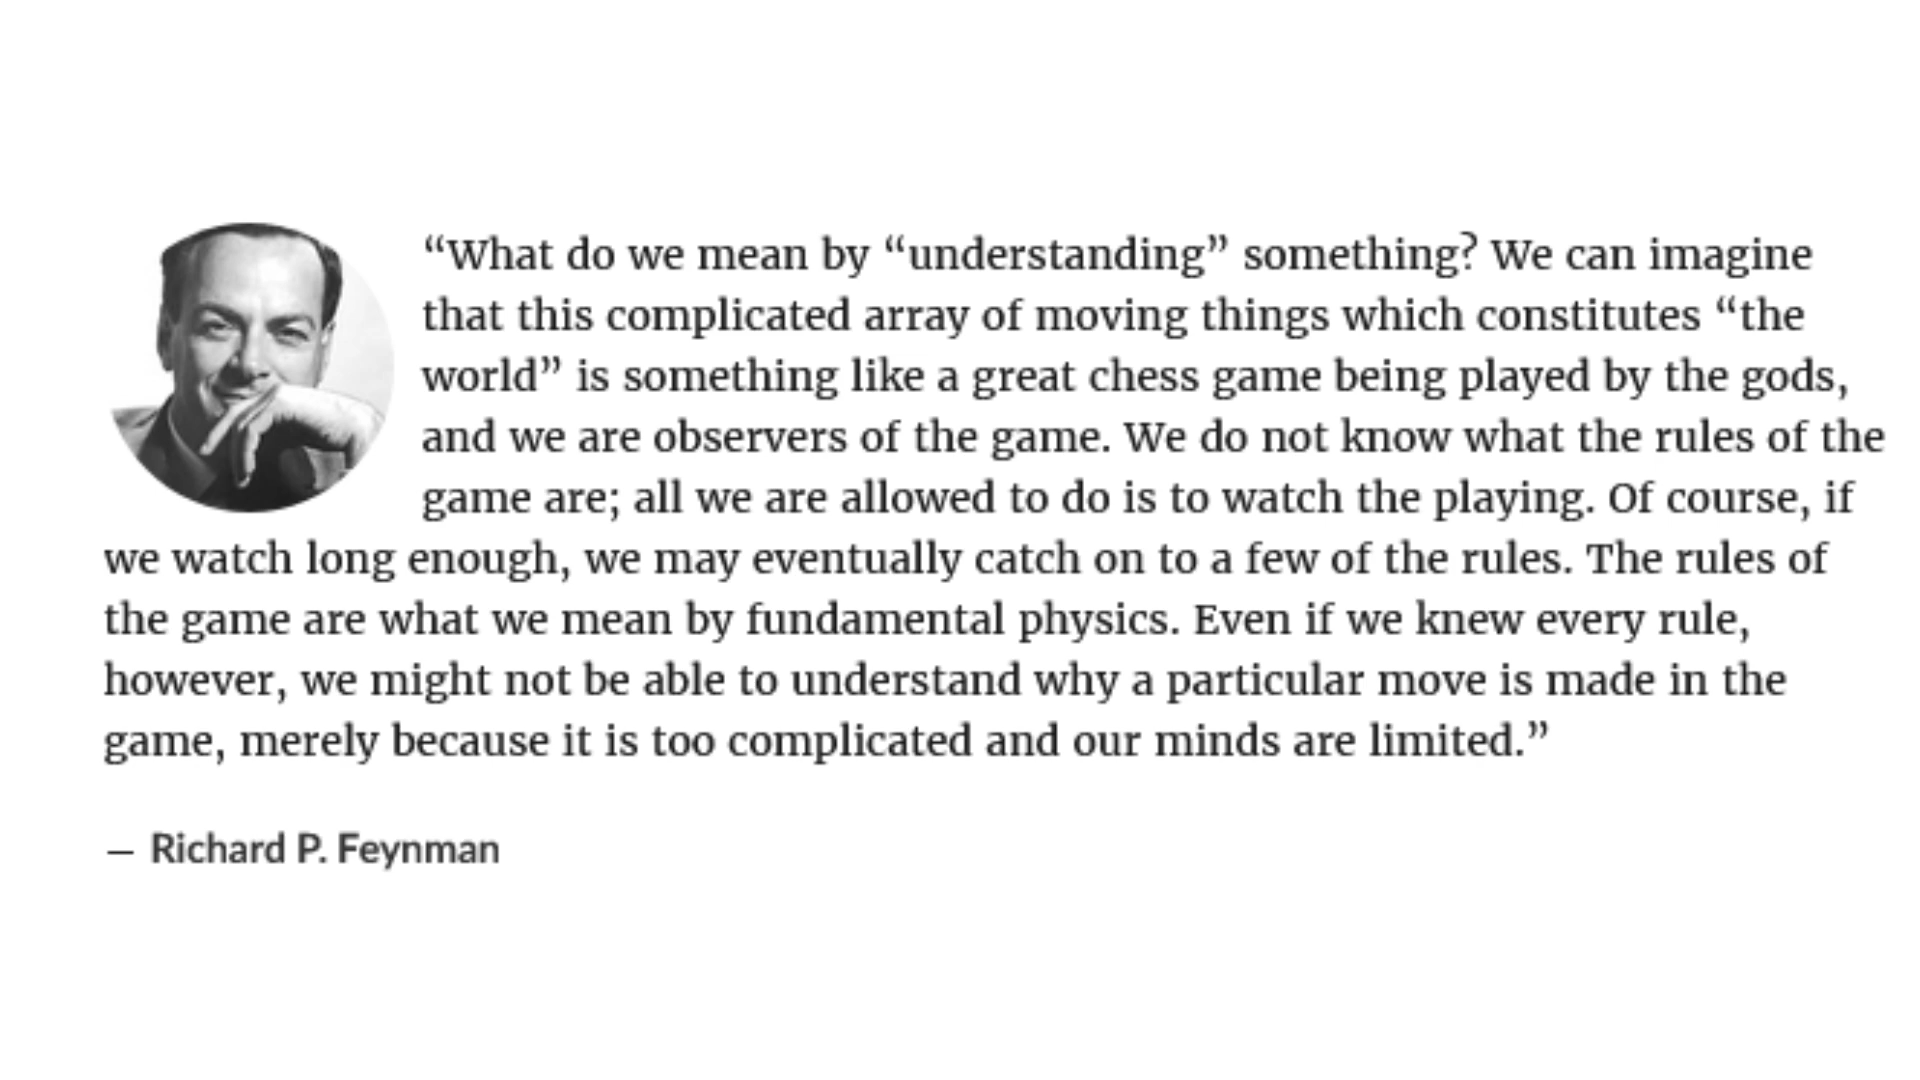 “What do we mean by “understanding” something? We can imagine
that this complicated array of moving things which constitutes “the
world” is something like a great chess game being played by the gods,
and we are observers of the game. We do not know what the rules of the
game are; all we are allowed to do is to watch the playing. Of course, if
we watch long enough, we may eventually catch on to a few of the rules. The rules of
the game are what we mean by fundamental physics. Even if we knew every rule,
however, we might not be able to understand why a particular move is made in the
game, merely because it is too complicated and our minds are limited.”
— Richard P. Feynman